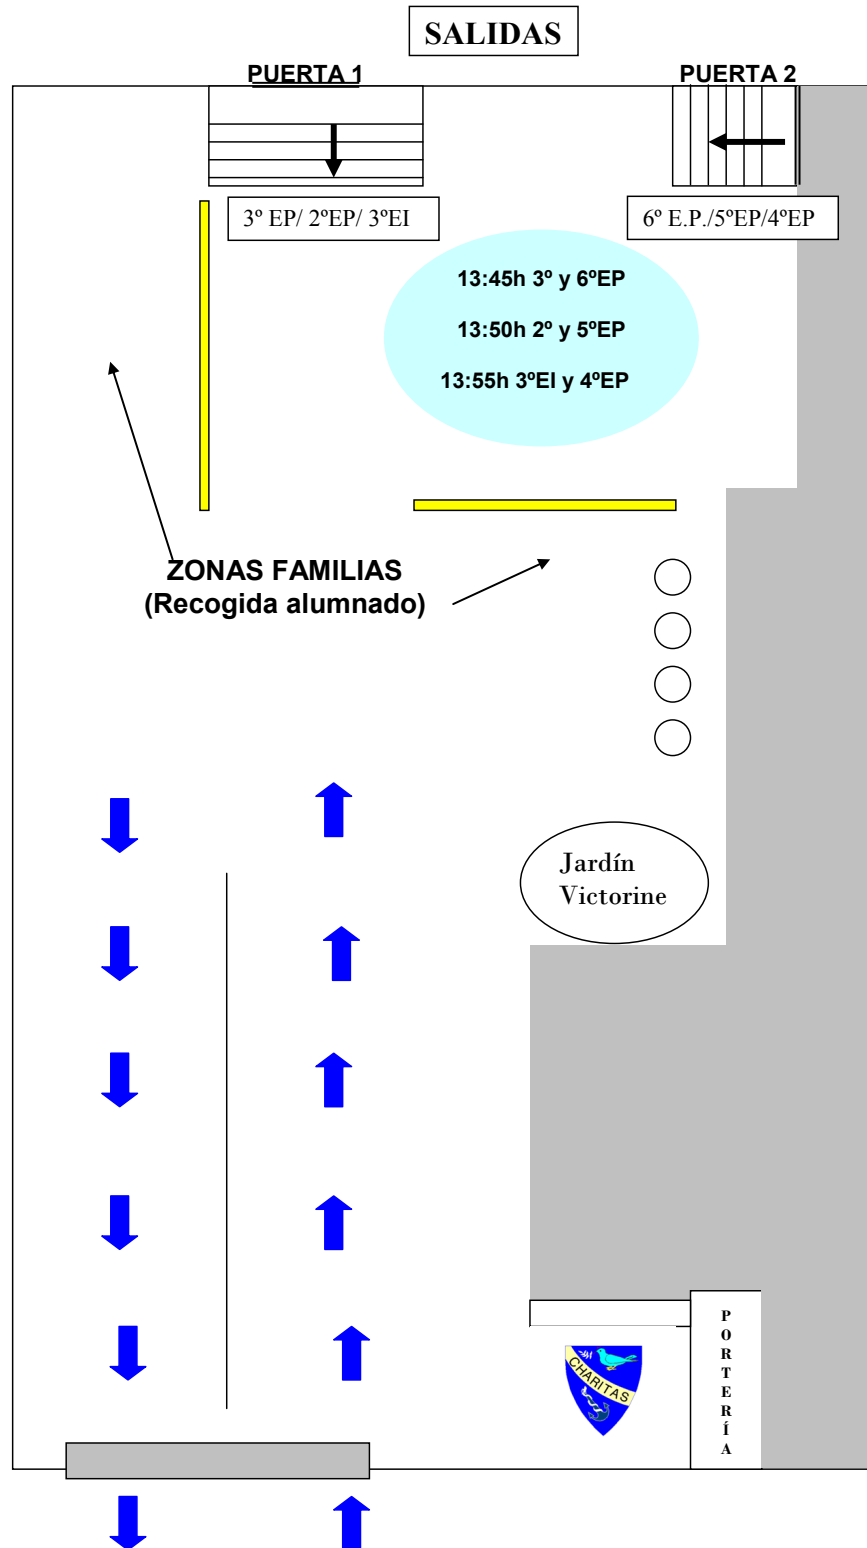 SALIDAS
PUERTA 1
PUERTA 2
3º EP/ 2ºEP/ 3ºEI
6º E.P./5ºEP/4ºEP
13:45h 3º y 6ºEP
13:50h 2º y 5ºEP
13:55h 3ºEI y 4ºEP
ZONAS FAMILIAS
(Recogida alumnado)
Jardín
Victorine
PORTERÍA
CHARITAS